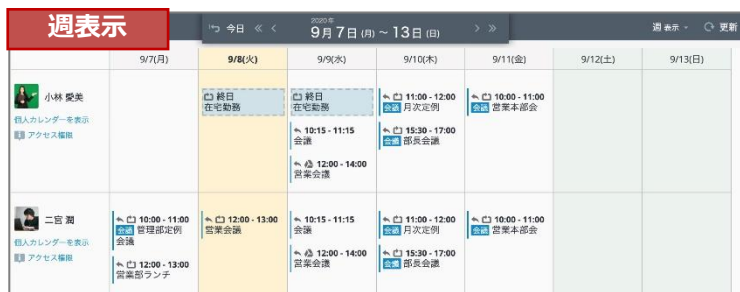 週表示
今日 « <
2020年
9月7日(月)~13日(日)
> »
週 表示
更新
9/7(月) 9/8(火) 9/9(水) 9/10(木) 9/11(金) 9/12(土) 9/13(日)
小林 愛美
個人カレンダーを表示
アクセス権限
終日
在宅勤務
終日
在宅勤務
10:15 - 11:15
会議
12:00 - 14:00
営業会議
11:00 - 12:00
会議 月次定例
15:30 - 17:00
会議 部長会議
10:00 - 11:00
会議 営業本部会
二宮 潤
個人カレンダーを表示
アクセス権限
10:00 - 11:00
会議 管理部定例
会議
12:00 - 13:00
営業部ランチ
12:00 - 13:00
営業会議
10:15 - 11:15
会議
12:00 - 14:00
営業会議
11:00 - 12:00
会議 月次定例
15:30 - 17:00
会議 部長会議
10:00 - 11:00
会議 営業本部会